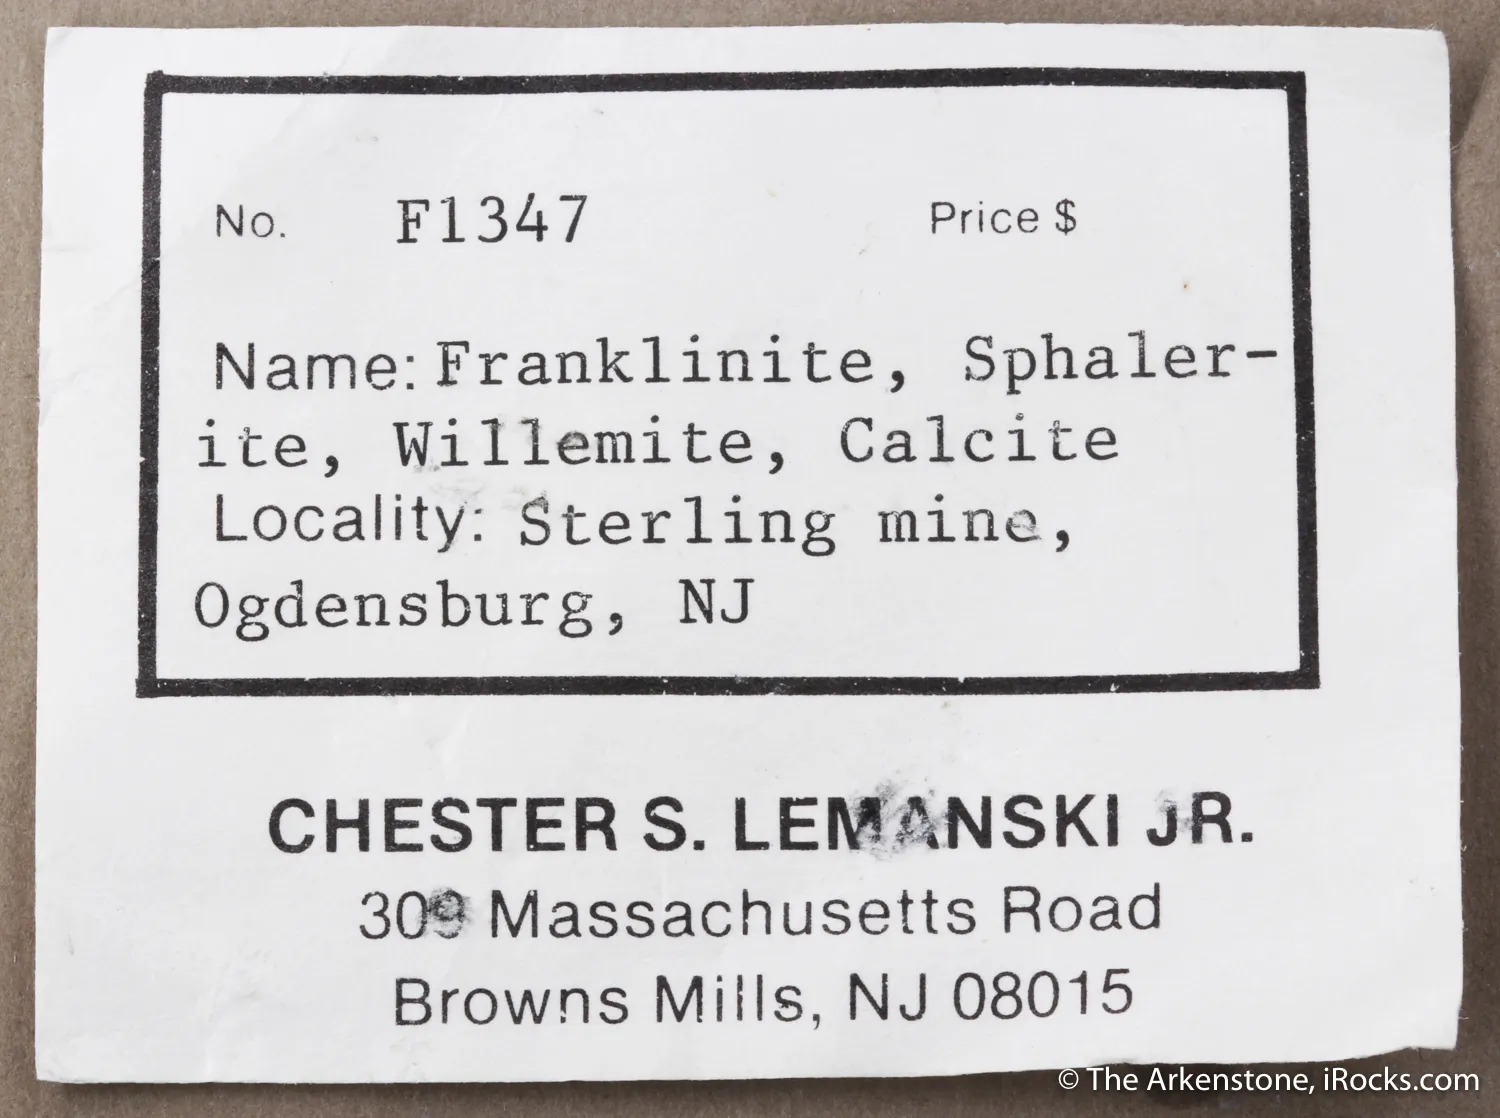 No. F1347 Price $
Name: Franklinite, Sphaler-
ite, Willemite, Calcite
Locality: Sterling mine,
Ogdensburg, NJ
CHESTER S. LEMANSKI JR.
309 Massachusetts Road
Browns Mills, NJ 08015
© The Arkenstone, iRocks.com